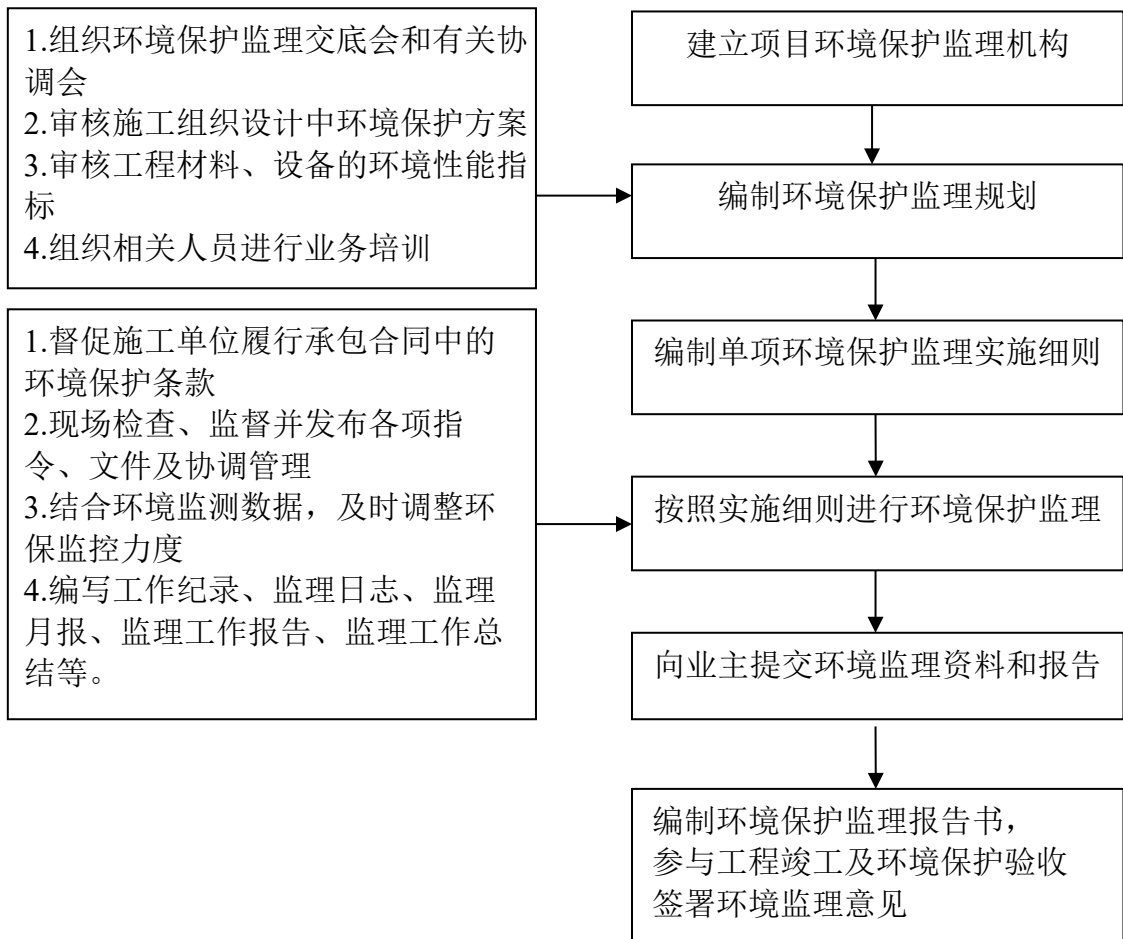 1.组织环境保护监理交底会和有关协
调会
2.审核施工组织设计中环境保护方案
3.审核工程材料、设备的环境性能指
标
4.组织相关人员进行业务培训
1.督促施工单位履行承包合同中的
环境保护条款
2.现场检查、监督并发布各项指
令、文件及协调管理
3.结合环境监测数据，及时调整环
保监控力度
4.编写工作纪录、监理日志、监理
月报、监理工作报告、监理工作总
结等。
建立项目环境保护监理机构
编制环境保护监理规划
编制单项环境保护监理实施细则
按照实施细则进行环境保护监理
向业主提交环境监理资料和报告
编制环境保护监理报告书，
参与工程竣工及环境保护验收
签署环境监理意见